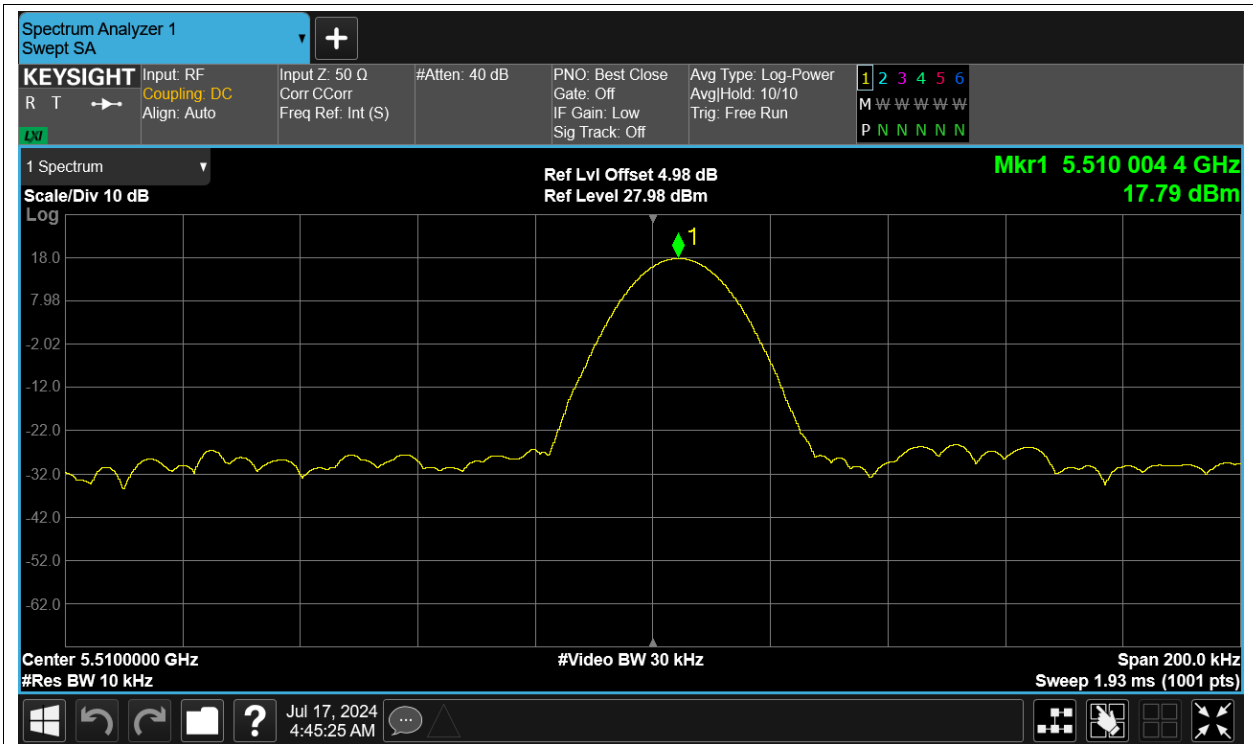 Spectrum Analyzer 1
Swept SA
KEYSIGHT
R T
LXI
Input: RF
Coupling: DC
Align: Auto
Input Z: 50 Ω
Corr CCorr
Freq Ref: Int (S)
#Atten: 40 dB
PNO: Best Close
Gate: Off
IF Gain: Low
Sig Track: Off
Avg Type: Log-Power
Avg|Hold: 10/10
Trig: Free Run
1 2 3 4 5 6
M W W W W W
P N N N N N
1 Spectrum
Scale/Div 10 dB
Ref Lvl Offset 4.98 dB
Ref Level 27.98 dBm
Mkr1 5.510 004 4 GHz
17.79 dBm
Log
1
18.0
7.98
-2.02
-12.0
-22.0
-32.0
-42.0
-52.0
-62.0
Center 5.5100000 GHz
#Res BW 10 kHz
#Video BW 30 kHz
Span 200.0 kHz
Sweep 1.93 ms (1001 pts)
?
Jul 17, 2024
4:45:25 AM